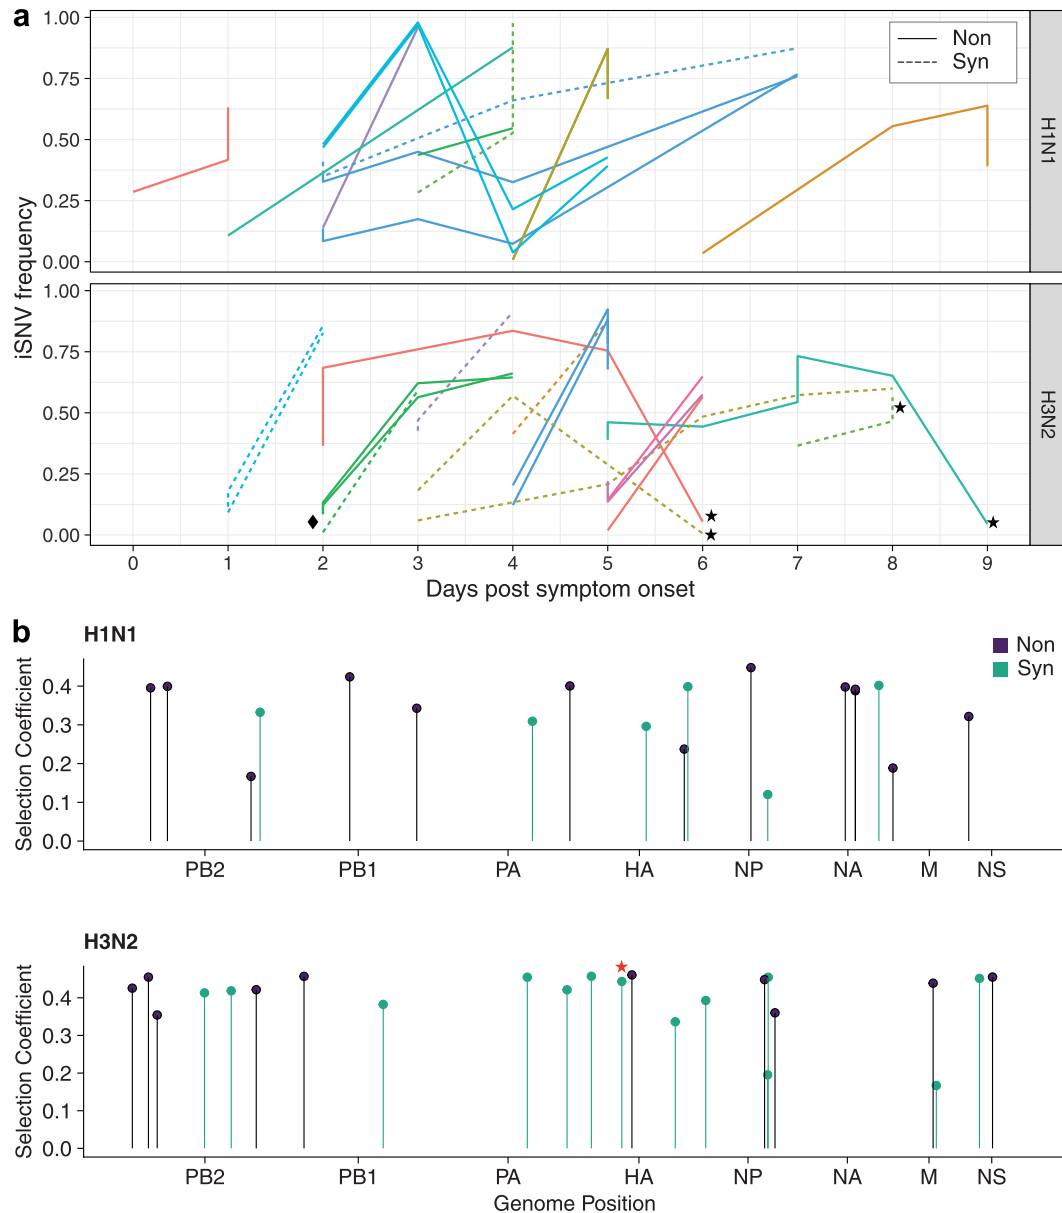 a
iSNV frequency
1.00
0.75
0.50
0.25
0.00
Non
Syn
H1N1
1.00
0.75
0.50
0.25
0.00
H3N2
0 1 2 3 4 5 6 7 8 9
Days post symptom onset
b
H1N1
Non
Syn
Selection Coefficient
0.4
0.3
0.2
0.1
0.0
PB2 PB1 PA HA NP NA M NS
H3N2
Selection Coefficient
0.4
0.3
0.2
0.1
0.0
PB2 PB1 PA HA NP NA M NS
Genome Position